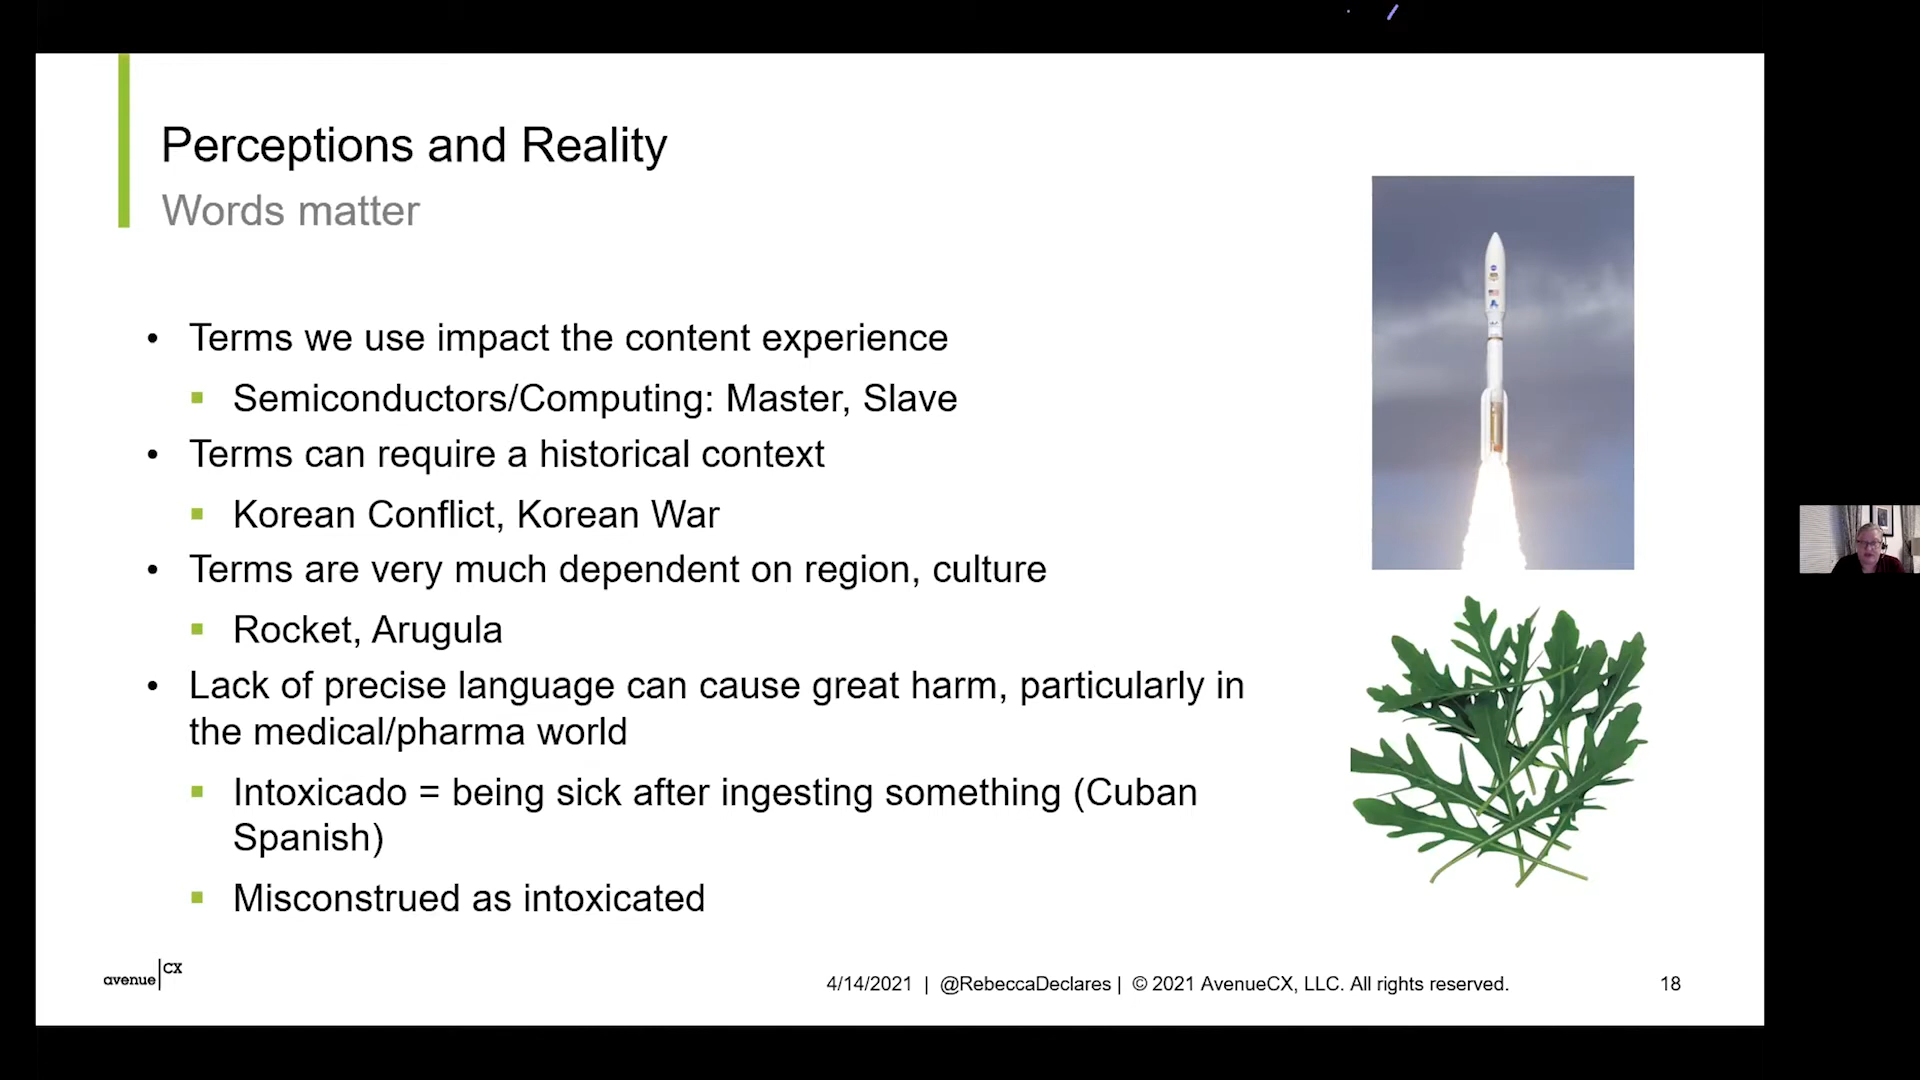 Perceptions and Reality
Words matter
• Terms we use impact the content experience
▪ Semiconductors/Computing: Master, Slave
• Terms can require a historical context
▪ Korean Conflict, Korean War
• Terms are very much dependent on region, culture
▪ Rocket, Arugula
• Lack of precise language can cause great harm, particularly in
the medical/pharma world
▪ Intoxicado = being sick after ingesting something (Cuban
Spanish)
▪ Misconstrued as intoxicated
avenue|CX
4/14/2021 | @RebeccaDeclares | © 2021 AvenueCX, LLC. All rights reserved.
18